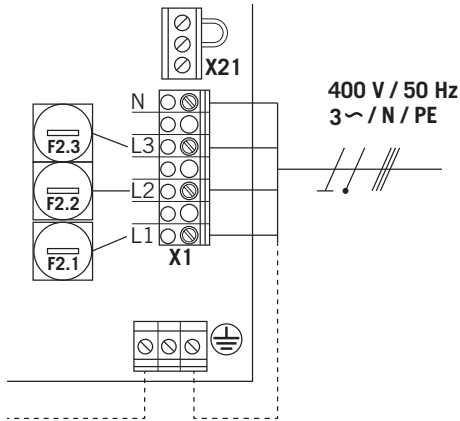 X21
400 V / 50 Hz
3~ / N / PE
N
F2.3
L3
F2.2
L2
F2.1
L1
X1